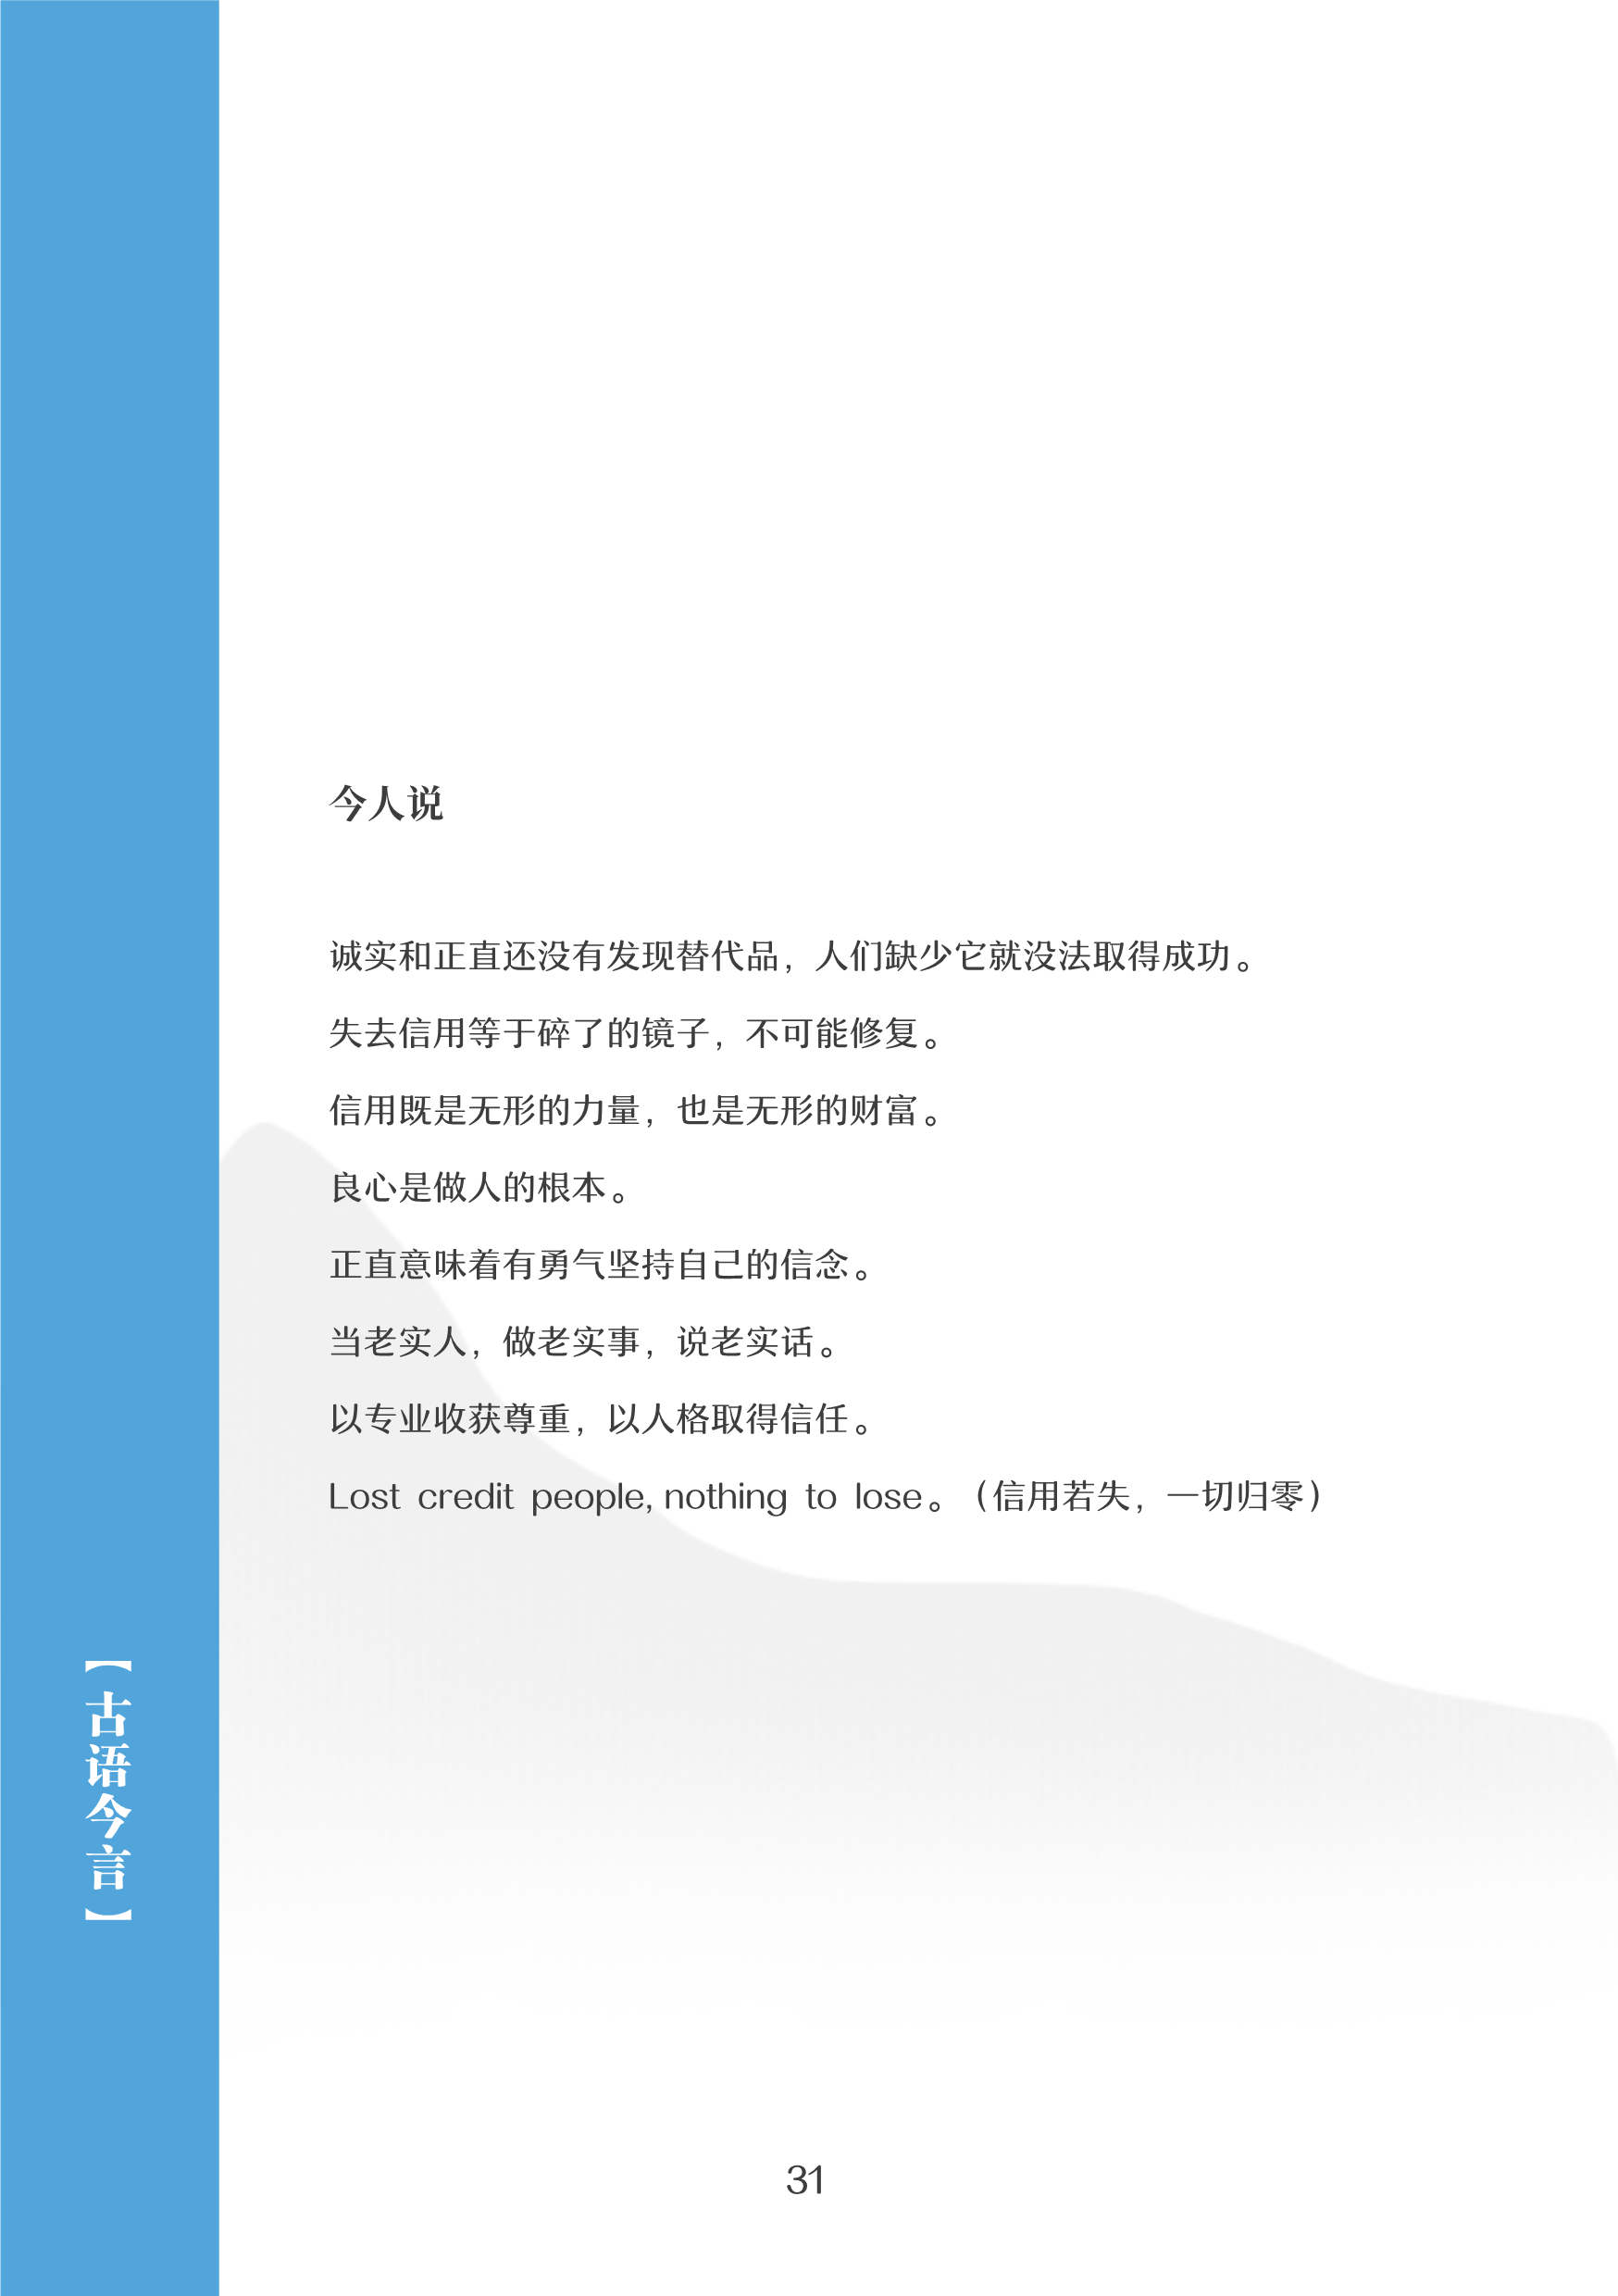 今人说
诚实和正直还没有发现替代品，人们缺少它就没法取得成功。
失去信用等于碎了的镜子，不可能修复。
信用既是无形的力量，也是无形的财富。
良心是做人的根本。
正直意味着有勇气坚持自己的信念。
当老实人，做老实事，说老实话。
以专业收获尊重，以人格取得信任。
Lost credit people, nothing to lose。（信用若失，一切归零）
【古语今言】
31